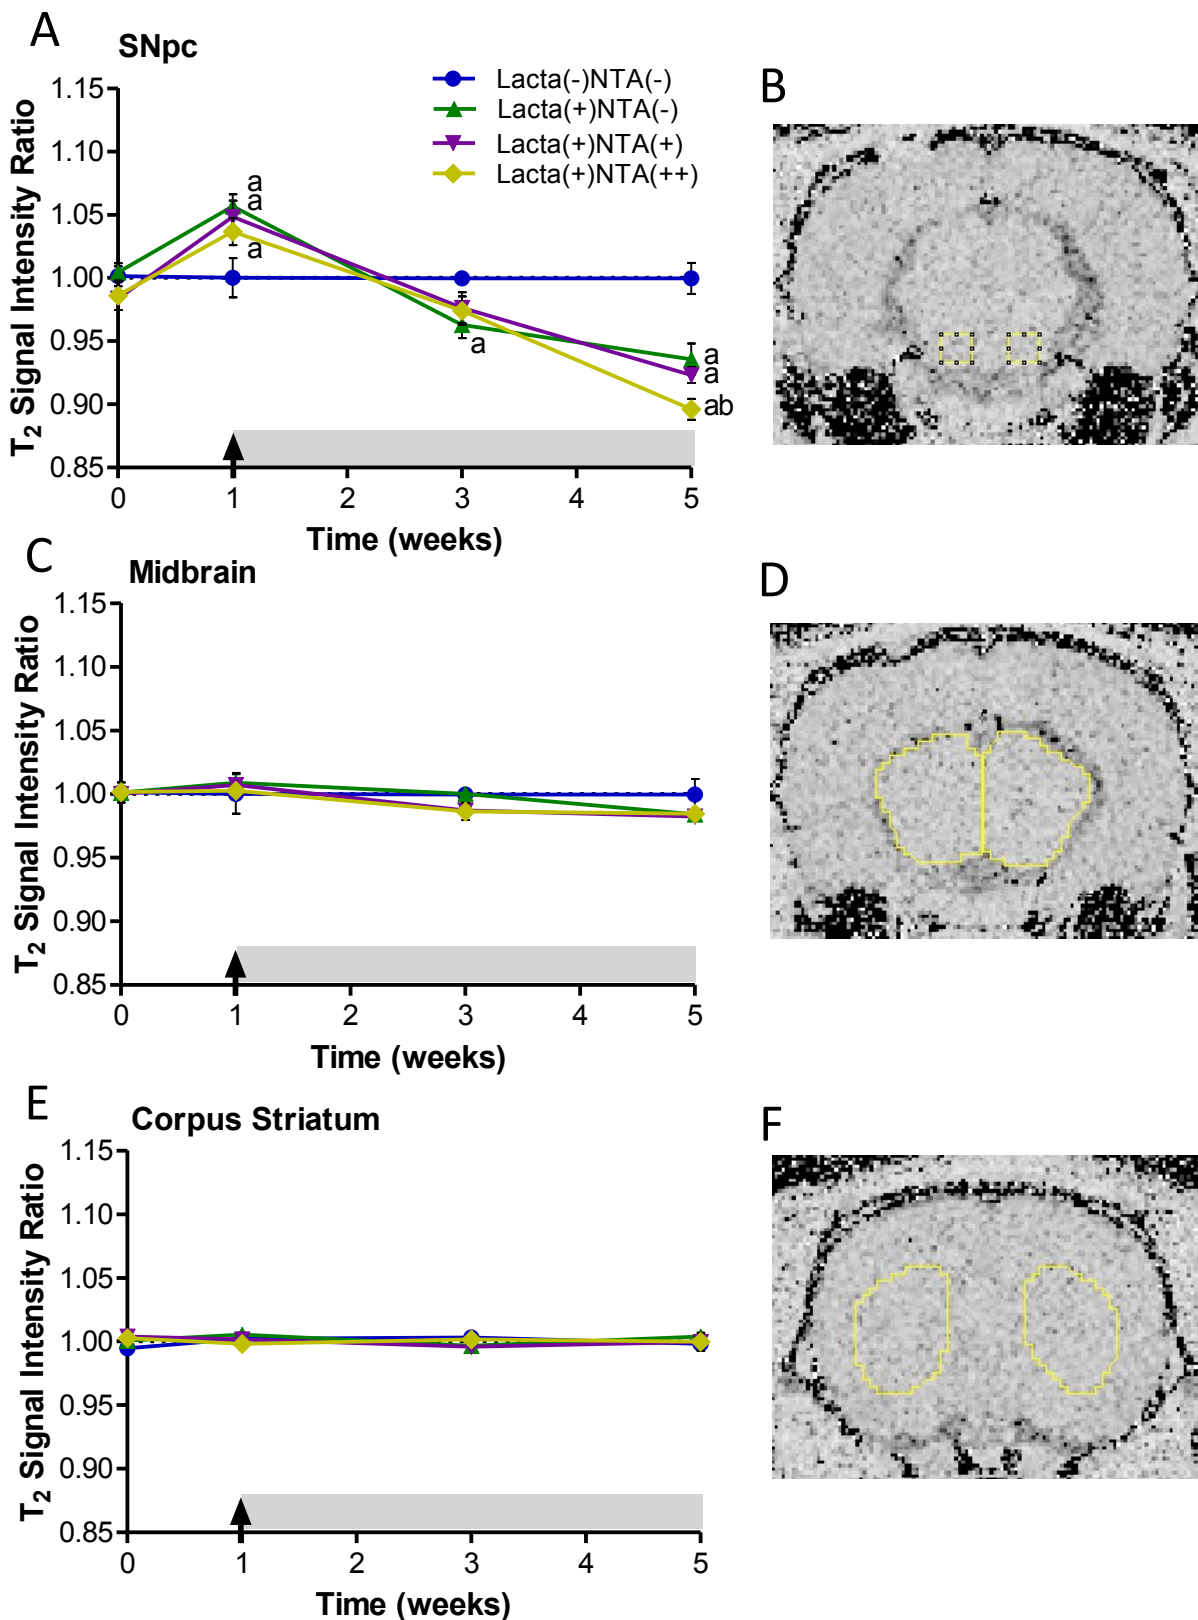 A
SNpc
Lacta(-)NTA(-)
Lacta(+)NTA(-)
Lacta(+)NTA(+)
Lacta(+)NTA(++)
T2 Signal Intensity Ratio
1.15
1.10
1.05
1.00
0.95
0.90
0.85
a
a
a
a
a
a
ab
0
1
2
3
4
5
Time (weeks)
B
C
Midbrain
T2 Signal Intensity Ratio
1.15
1.10
1.05
1.00
0.95
0.90
0.85
0
1
2
3
4
5
Time (weeks)
D
E
Corpus Striatum
T2 Signal Intensity Ratio
1.15
1.10
1.05
1.00
0.95
0.90
0.85
0
1
2
3
4
5
Time (weeks)
F